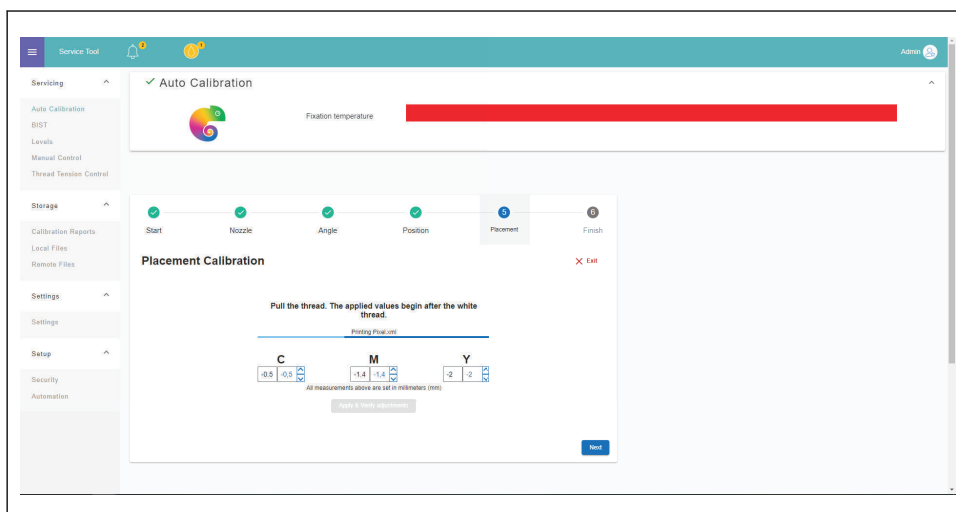 Service Tool
3
1
Admin
Servicing
Auto Calibration
BIST
Levels
Manual Control
Thread Tension Control
Storage
Calibration Reports
Local Files
Remote Files
Settings
Settings
Setup
Security
Automation
Auto Calibration
Fixation temperature
Start
Nozzle
Angle
Position
5
Placement
6
Finish
Placement Calibration
Exit
Pull the thread. The applied values begin after the white
thread.
Printing Pixel.xml
C M Y
-0.5 -0,5 -1.4 -1,4 -2 -2
All measurements above are set in milimeters (mm)
Apply & Verify adjustments
Next